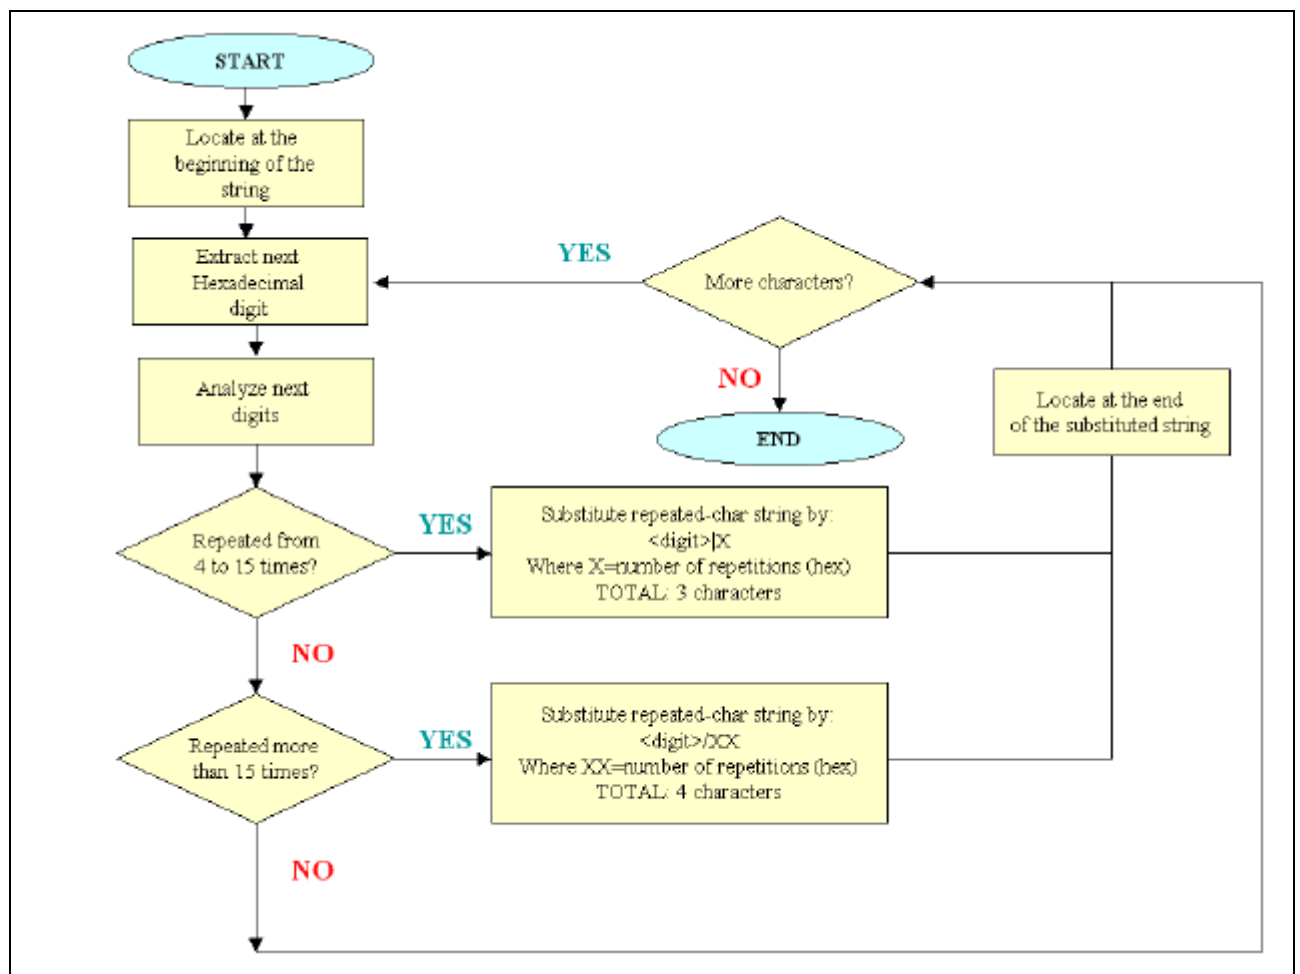 START
Locate at the
beginning of the
string
Extract next
Hexadecimal
digit
YES
More characters?
Analyze next
digits
NO
END
Locate at the end
of the substituted string
Repeated from
4 to 15 times?
YES
Substitute repeated-char string by:
<digit>|X
Where X=number of repetitions (hex)
TOTAL: 3 characters
NO
Repeated more
than 15 times?
YES
Substitute repeated-char string by:
<digit>/XX
Where XX=number of repetitions (hex)
TOTAL: 4 characters
NO